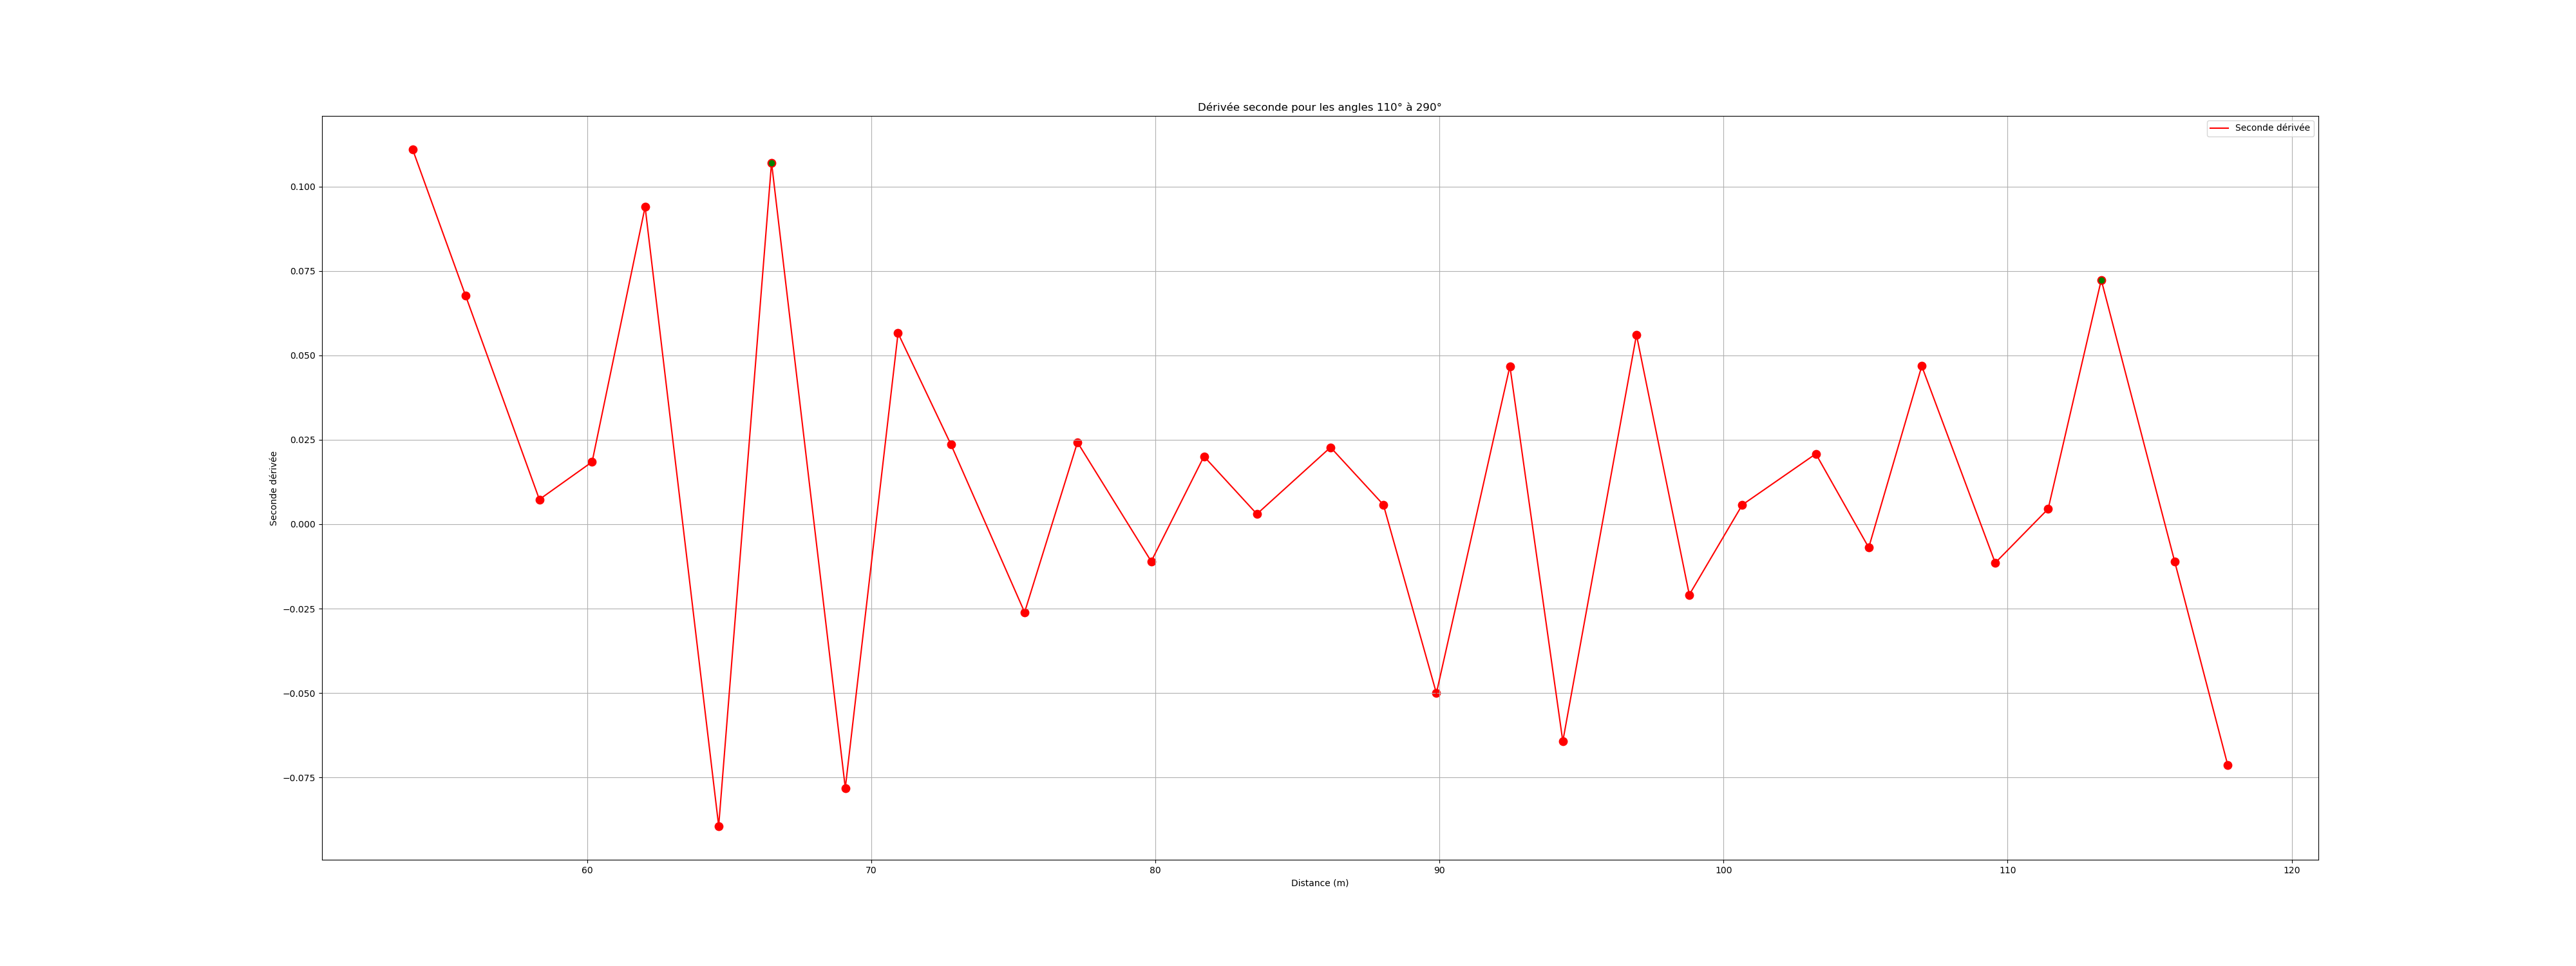 Dérivée seconde pour les angles 110° à 290°
Seconde dérivée
0.100
0.075
0.050
0.025
0.000
−0.025
−0.050
−0.075
Seconde dérivée
60 70 80 90 100 110 120
Distance (m)